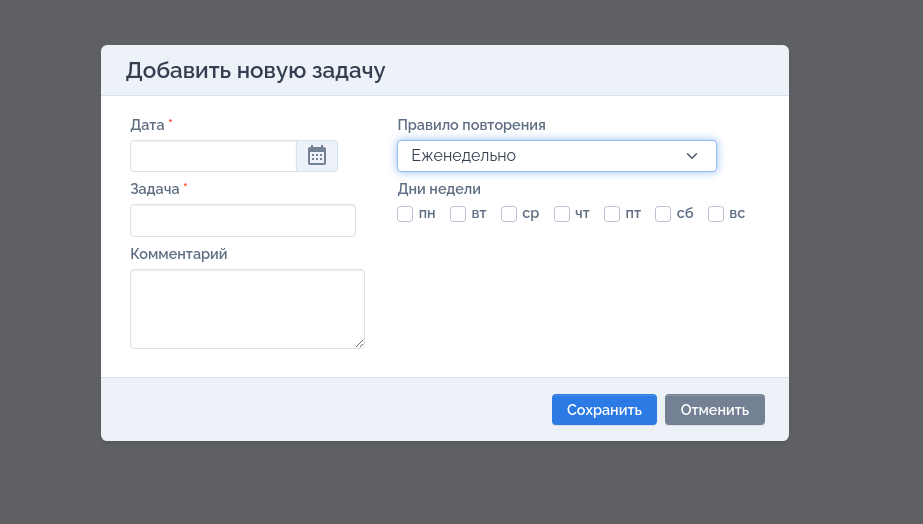 Добавить новую задачу
Дата *
Правило повторения
Еженедельно
Задача *
Дни недели
пн вт ср чт пт сб вс
Комментарий
Сохранить Отменить